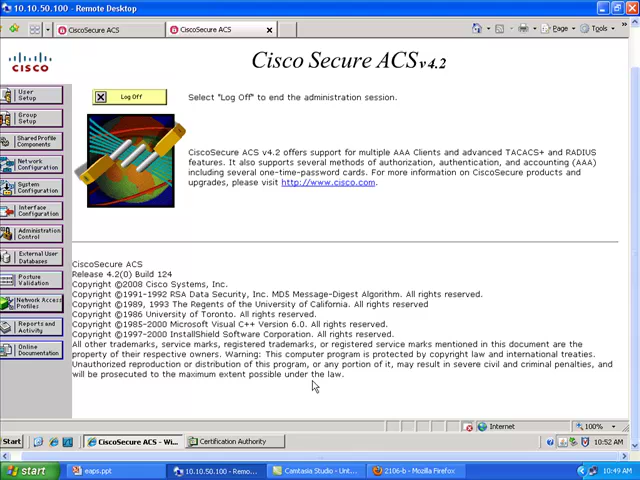 10.10.50.100 - Remote Desktop
CiscoSecure ACS
CiscoSecure ACS
Page
Tools
CISCO
Cisco Secure ACS v4.2
User Setup
Group Setup
Shared Profile Components
Network Configuration
System Configuration
Interface Configuration
Administration Control
External User Databases
Posture Validation
Network Access Profiles
Reports and Activity
Online Documentation
Log Off
Select "Log Off" to end the administration session.
CiscoSecure ACS v4.2 offers support for multiple AAA Clients and advanced TACACS+ and RADIUS
features. It also supports several methods of authorization, authentication, and accounting (AAA)
including several one-time-password cards. For more information on CiscoSecure products and
upgrades, please visit http://www.cisco.com.
CiscoSecure ACS
Release 4.2(0) Build 124
Copyright ©2008 Cisco Systems, Inc.
Copyright ©1991-1992 RSA Data Security, Inc. MD5 Message-Digest Algorithm. All rights reserved.
Copyright ©1989, 1993 The Regents of the University of California. All rights reserved
Copyright ©1986 University of Toronto. All rights reserved.
Copyright ©1985-2000 Microsoft Visual C++ Version 6.0. All rights reserved.
Copyright ©1997-2000 InstallShield Software Corporation. All rights reserved.
All other trademarks, service marks, registered trademarks, or registered service marks mentioned in this document are the
property of their respective owners. Warning: This computer program is protected by copyright law and international treaties.
Unauthorized reproduction or distribution of this program, or any portion of it, may result in severe civil and criminal penalties, and
will be prosecuted to the maximum extent possible under the law.
Internet
100%
Start
CiscoSecure ACS - Wi...
Certification Authority
10:52 AM
start
eaps.ppt
10.10.50.100 - Remo...
Camtasia Studio - Unt...
2106-b - Mozilla Firefox
10:49 AM